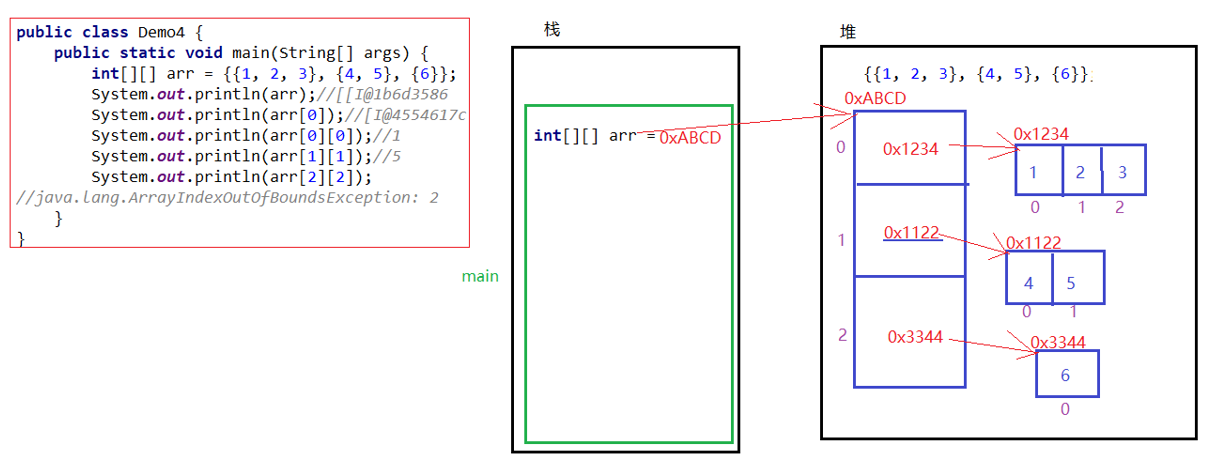 public class Demo4 {
public static void main(String[] args) {
int[][] arr = {{1, 2, 3}, {4, 5}, {6}};
System.out.println(arr);//[[I@1b6d3586
System.out.println(arr[0]);//[I@4554617c
System.out.println(arr[0][0]);//1
System.out.println(arr[1][1]);//5
System.out.println(arr[2][2]);
//java.lang.ArrayIndexOutOfBoundsException: 2
}
}
main
栈
int[][] arr = 0xABCD
堆
{{1, 2, 3}, {4, 5}, {6}};
0xABCD
0
0x1234
1
0x1122
2
0x3344
0x1234
1 2 3
0 1 2
0x1122
4 5
0 1
0x3344
6
0